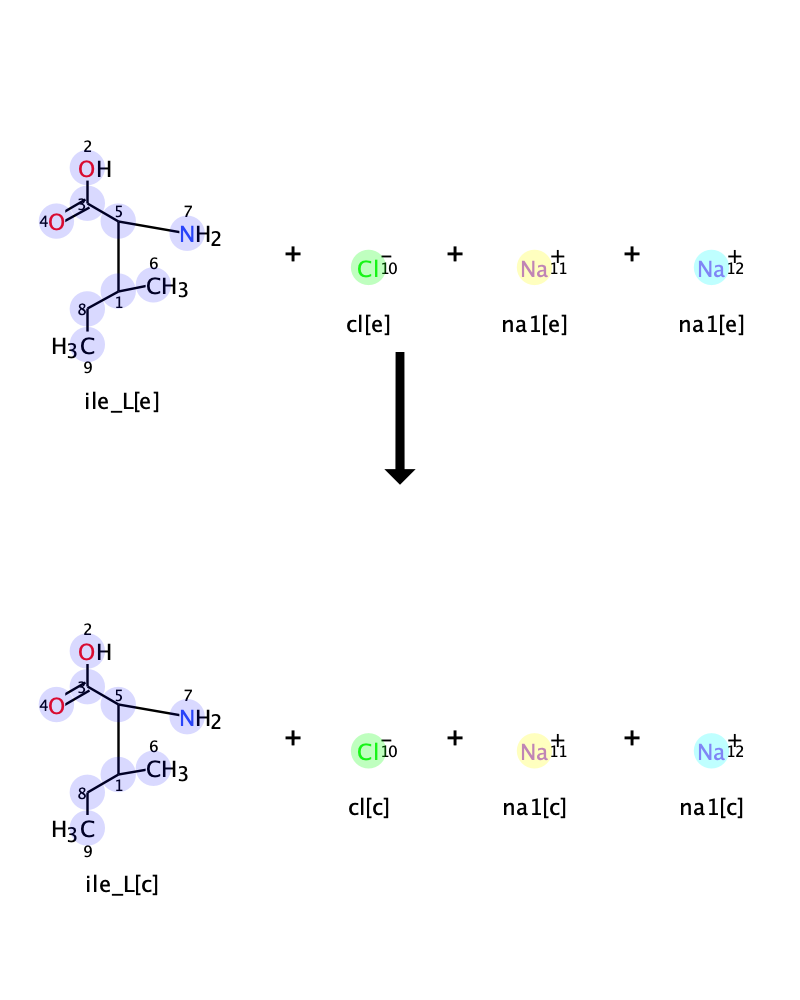 2
OH
3
4O
5
7
NH2
6
CH3
1
8
H3C
9
+ Cl− 10 + Na+ 11 + Na+ 12
cl[e] na1[e] na1[e]
ile_L[e]
2
OH
3
4O
5
7
NH2
6
CH3
1
8
H3C
9
+ Cl− 10 + Na+ 11 + Na+ 12
cl[c] na1[c] na1[c]
ile_L[c]